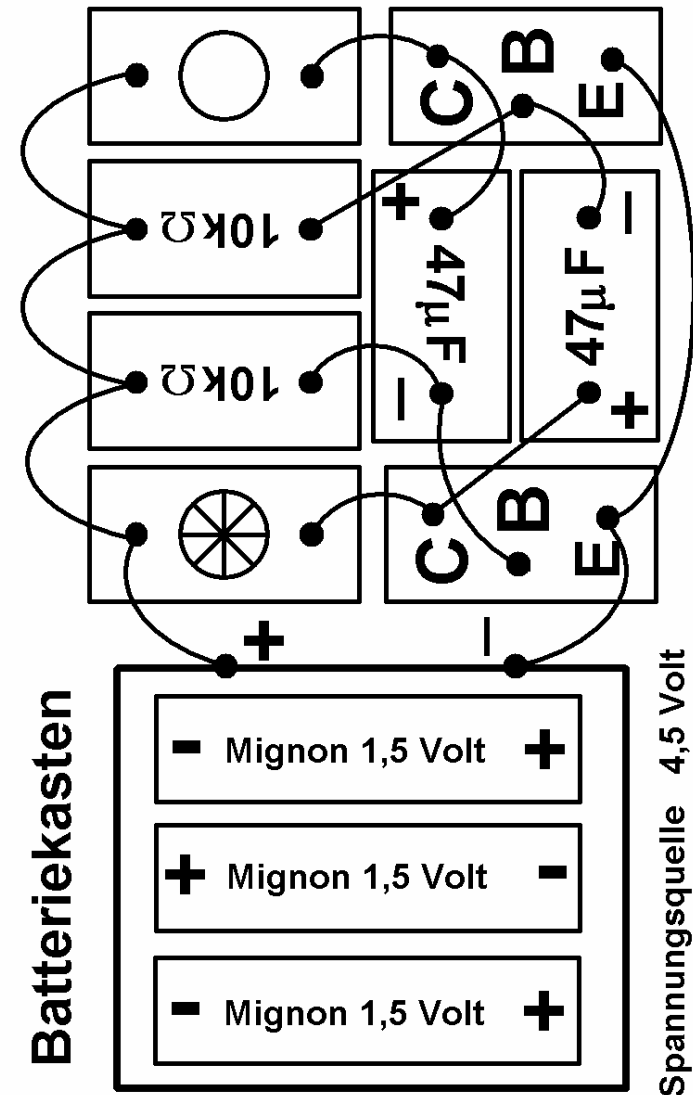 C B E
10kΩ
+ 47μF –
– 47μF +
10kΩ
C B E
+ –
Batteriekasten
- Mignon 1,5 Volt +
+ Mignon 1,5 Volt -
- Mignon 1,5 Volt +
Spannungsquelle 4,5 Volt